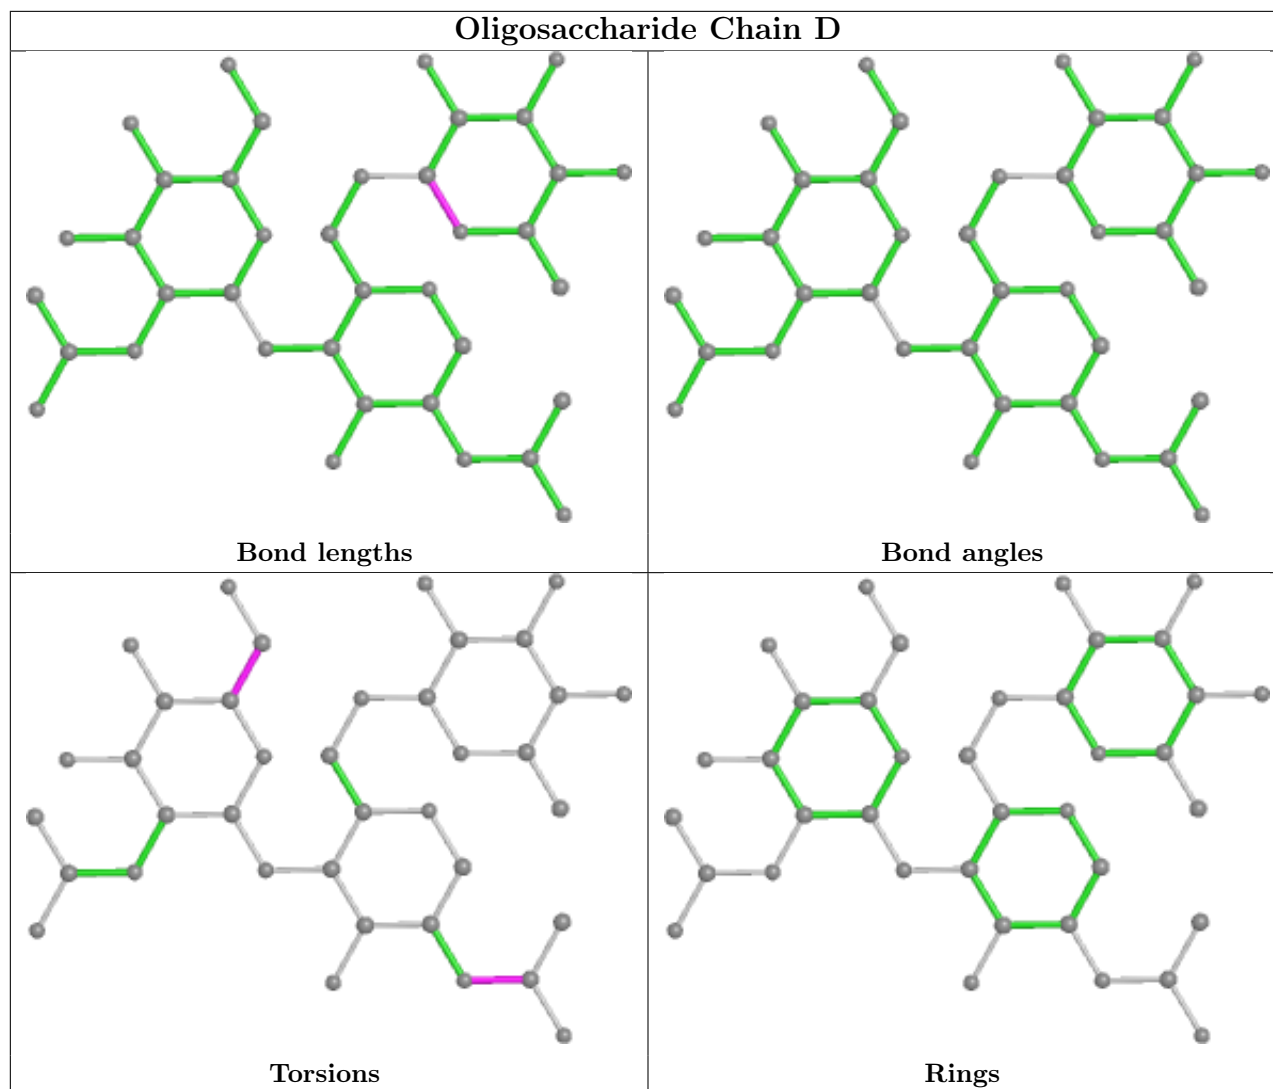 Oligosaccharide Chain D
Bond lengths
Bond angles
Torsions
Rings